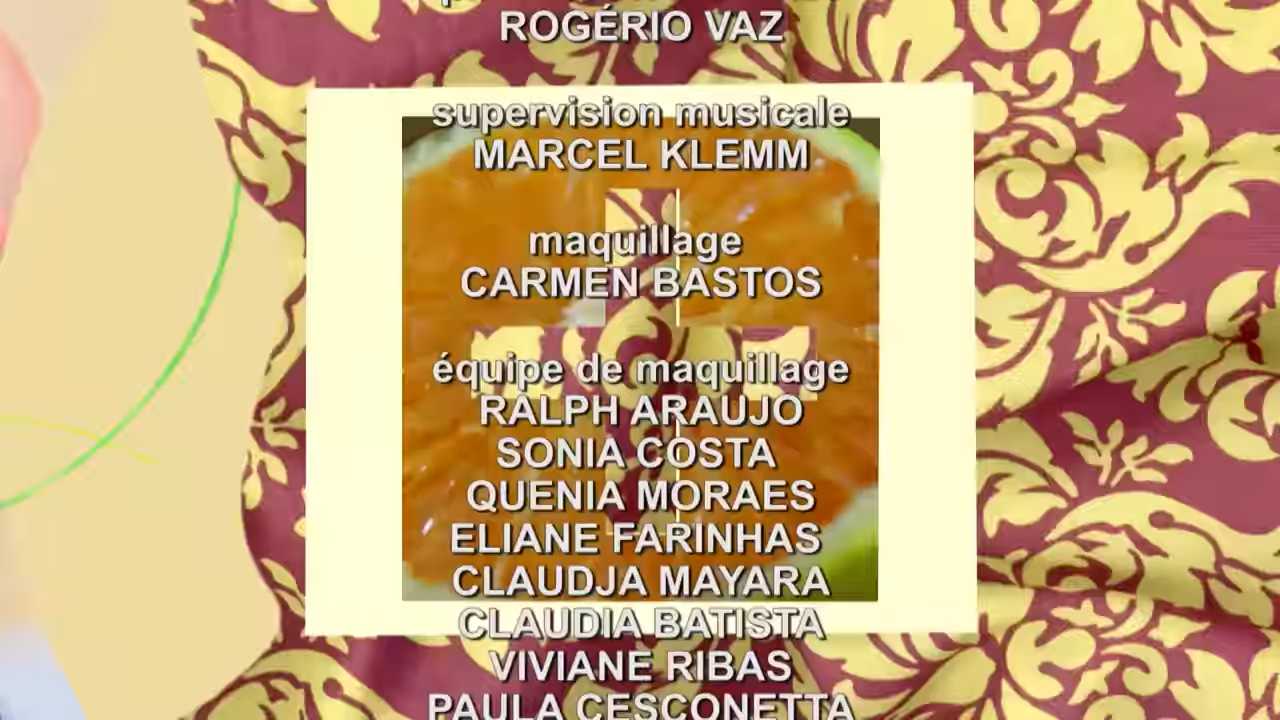 ROGÉRIO VAZ
supervision musicale
MARCEL KLEMM
maquillage
CARMEN BASTOS
équipe de maquillage
RALPH ARAUJO
SONIA COSTA
QUENIA MORAES
ELIANE FARINHAS
CLAUDJA MAYARA
CLAUDIA BATISTA
VIVIANE RIBAS
PAULA CESCONETTA